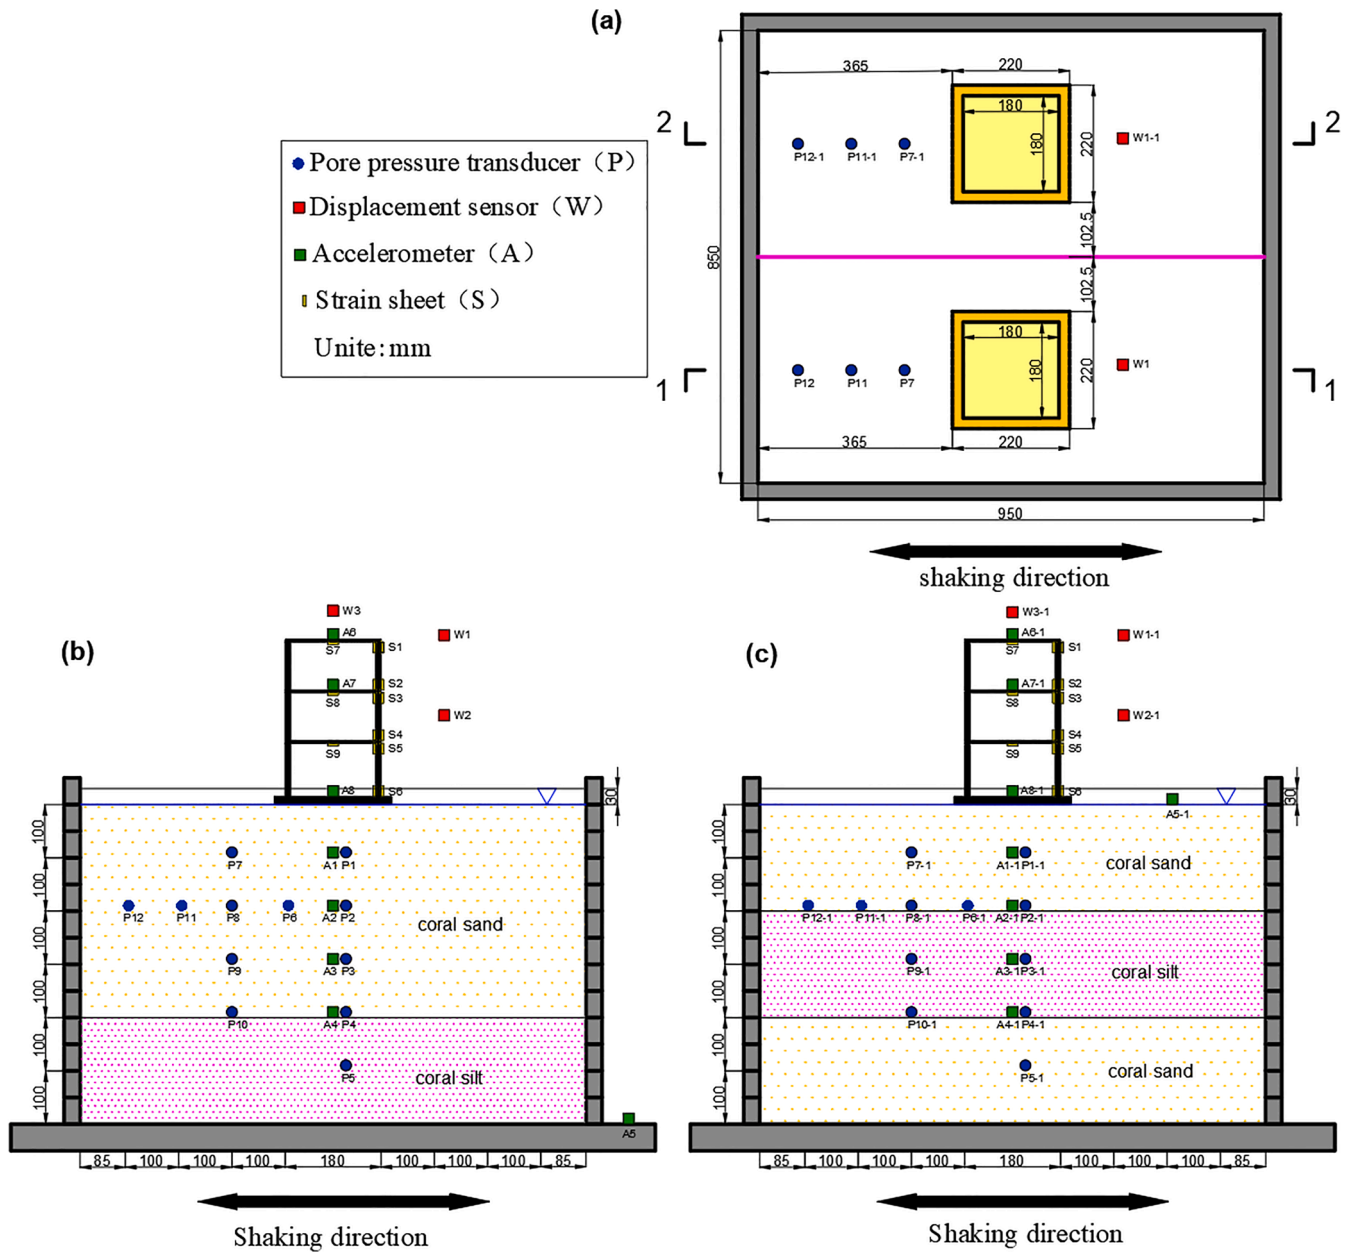 (a)
365
220
2
2
180
180
220
W1-1
P12-1
P11-1
P7-1
Pore pressure transducer（P）
Displacement sensor（W）
Accelerometer（A）
Strain sheet（S）
Unite:mm
850
102.5
102.5
180
180
220
W1
P12
P11
P7
1
1
365
220
950
shaking direction
(b)
W3
A6
S7
S1
W1
A7
S8
S2
S3
W2
S9
S4
S5
A8
S6
30
100
100
100
100
100
100
P7
A1
P1
P12
P11
P8
P6
A2
P2
coral sand
P9
A3
P3
P10
A4
P4
P5
coral silt
A5
85
100
100
100
180
100
100
100
85
Shaking direction
(c)
W3-1
A6-1
S7
S1
W1-1
A7-1
S8
S2
S3
W2-1
S9
S4
S5
A8-1
S6
A5-1
30
100
100
100
100
100
100
P7-1
A1-1
P1-1
coral sand
P12-1
P11-1
P8-1
P6-1
A2-1
P2-1
P9-1
A3-1
P3-1
coral silt
P10-1
A4-1
P4-1
P5-1
coral sand
85
100
100
100
180
100
100
100
85
Shaking direction